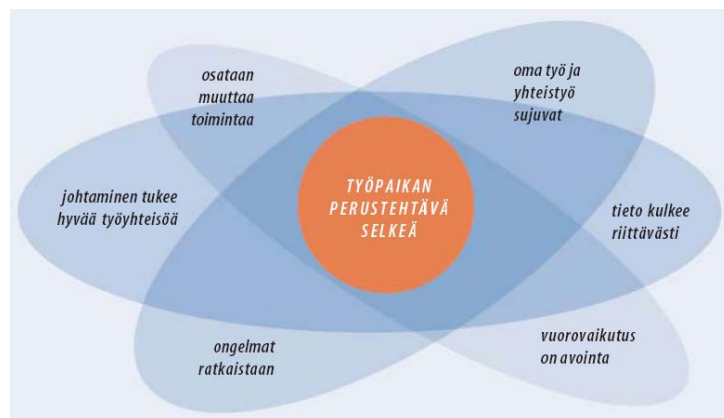 osataan
muuttaa
toimintaa
oma työ ja
yhteistyö
sujuvat
johtaminen tukee
hyvää työyhteisöä
TYÖPAIKAN
PERUSTEHTÄVÄ
SELKEÄ
tieto kulkee
riittävästi
ongelmat
ratkaistaan
vuorovaikutus
on avointa